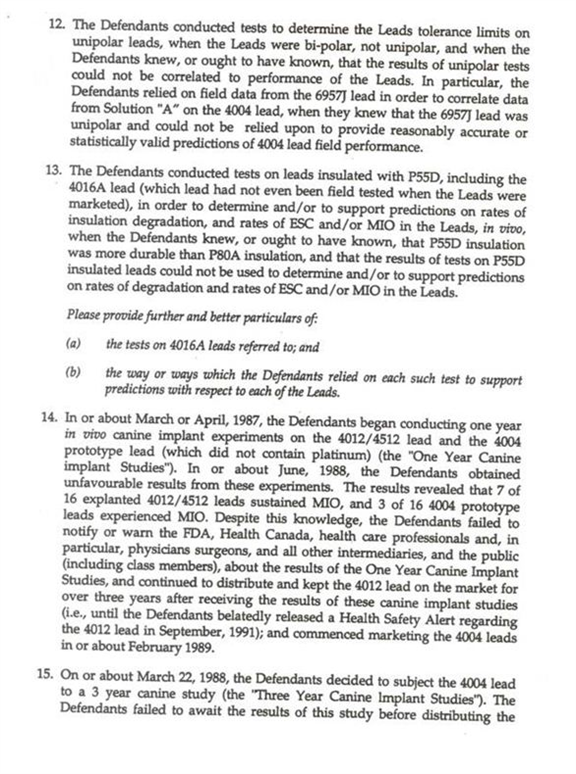 12. The Defendants conducted tests to determine the Leads tolerance limits on
unipolar leads, when the Leads were bi-polar, not unipolar, and when the
Defendants knew, or ought to have known, that the results of unipolar tests
could not be correlated to performance of the Leads. In particular, the
Defendants relied on field data from the 6957J lead in order to correlate data
from Solution "A" on the 4004 lead, when they knew that the 6957J lead was
unipolar and could not be relied upon to provide reasonably accurate or
statistically valid predictions of 4004 lead field performance.
13. The Defendants conducted tests on leads insulated with P55D, including the
4016A lead (which lead had not even been field tested when the Leads were
marketed), in order to determine and/or to support predictions on rates of
insulation degradation, and rates of ESC and/or MIO in the Leads, in vivo,
when the Defendants knew, or ought to have known, that P55D insulation
was more durable than P80A insulation, and that the results of tests on P55D
insulated leads could not be used to determine and/or to support predictions
on rates of degradation and rates of ESC and/or MIO in the Leads.
Please provide further and better particulars of:
(a) the tests on 4016A leads referred to; and
(b) the way or ways which the Defendants relied on each such test to support
predictions with respect to each of the Leads.
14. In or about March or April, 1987, the Defendants began conducting one year
in vivo canine implant experiments on the 4012/4512 lead and the 4004
prototype lead (which did not contain platinum) (the "One Year Canine
implant Studies"). In or about June, 1988, the Defendants obtained
unfavourable results from these experiments. The results revealed that 7 of
16 explanted 4012/4512 leads sustained MIO, and 3 of 16 4004 prototype
leads experienced MIO. Despite this knowledge, the Defendants failed to
notify or warn the FDA, Health Canada, health care professionals and, in
particular, physicians surgeons, and all other intermediaries, and the public
(including class members), about the results of the One Year Canine Implant
Studies, and continued to distribute and kept the 4012 lead on the market for
over three years after receiving the results of these canine implant studies
(i.e., until the Defendants belatedly released a Health Safety Alert regarding
the 4012 lead in September, 1991); and commenced marketing the 4004 leads
in or about February 1989.
15. On or about March 22, 1988, the Defendants decided to subject the 4004 lead
to a 3 year canine study (the "Three Year Canine Implant Studies"). The
Defendants failed to await the results of this study before distributing the